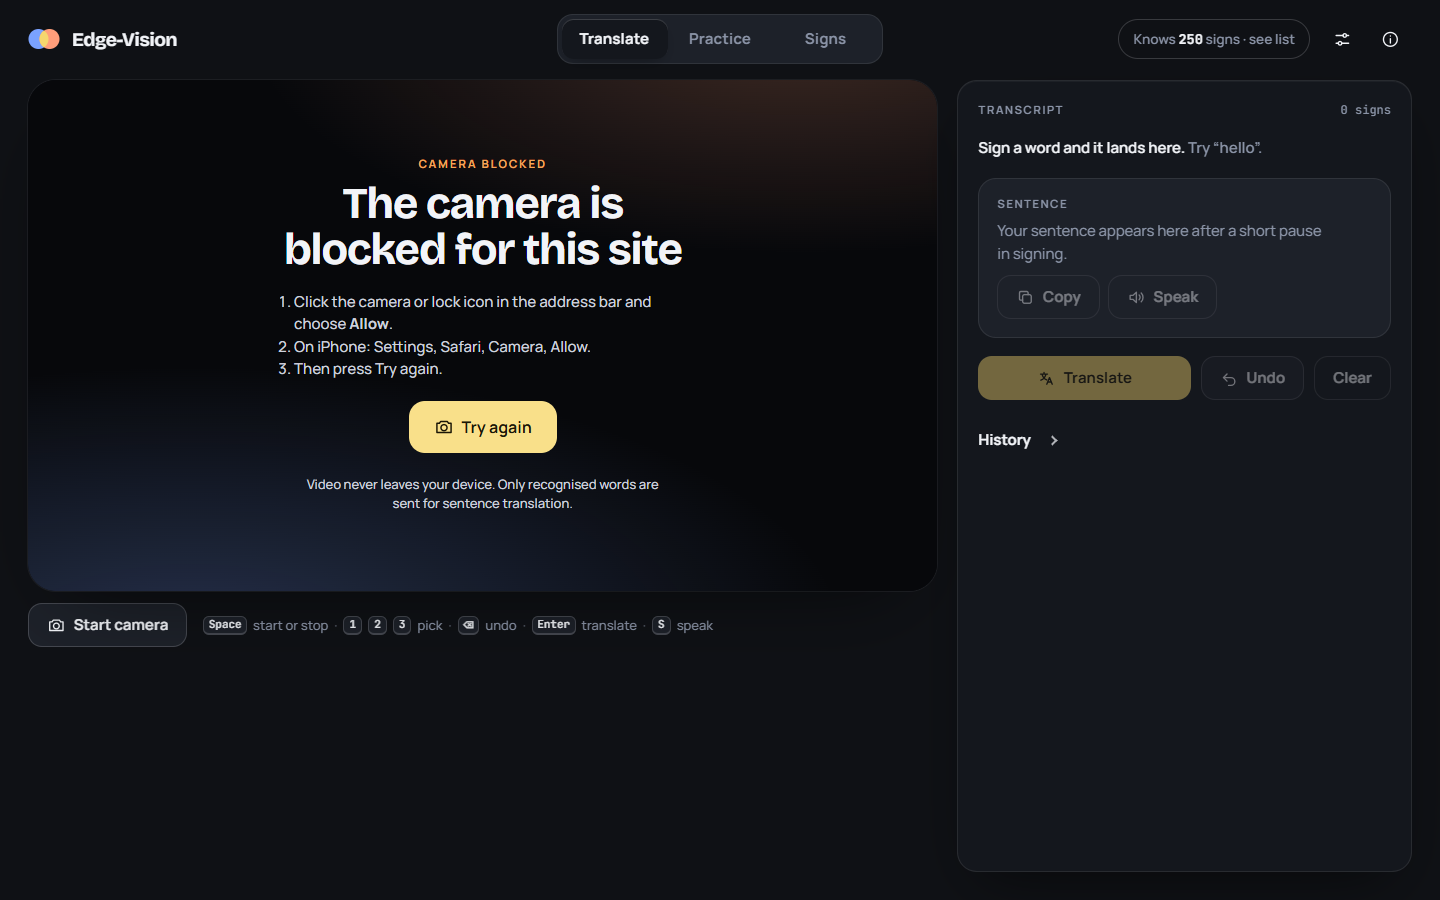 Edge-Vision
Translate
Practice
Signs
Knows 250 signs · see list
CAMERA BLOCKED
The camera is
blocked for this site
1. Click the camera or lock icon in the address bar and
choose Allow.
2. On iPhone: Settings, Safari, Camera, Allow.
3. Then press Try again.
Try again
Video never leaves your device. Only recognised words are
sent for sentence translation.
Start camera
Space start or stop · 1 2 3 pick · ⌫ undo · Enter translate · S speak
TRANSCRIPT
0 signs
Sign a word and it lands here. Try “hello”.
SENTENCE
Your sentence appears here after a short pause
in signing.
Copy
Speak
Translate
Undo
Clear
History